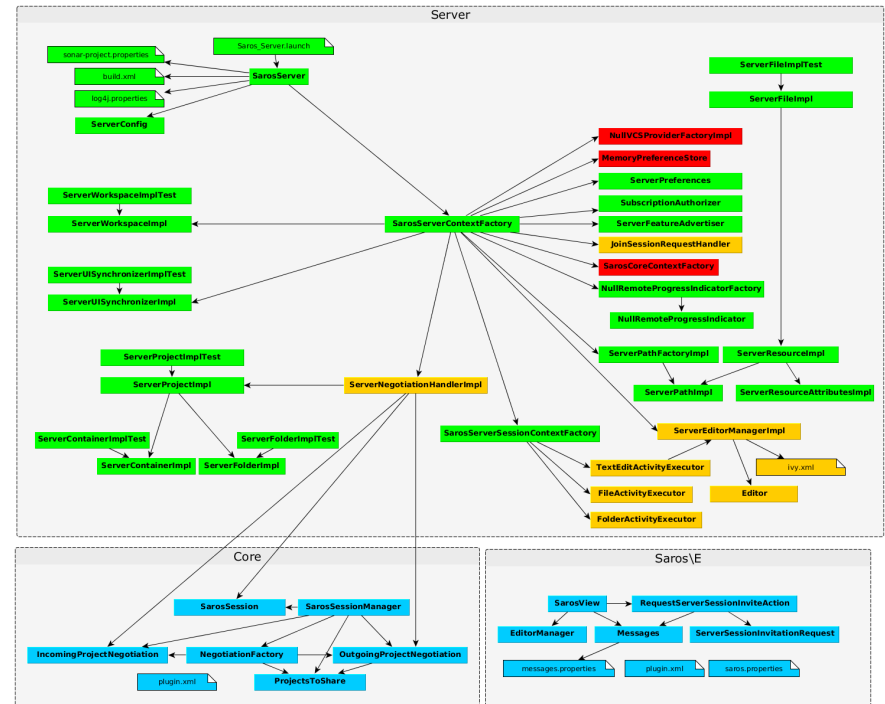 Server
Saros_Server.launch
sonar-project.properties
build.xml
SarosServer
log4j.properties
ServerConfig
ServerFileImplTest
ServerFileImpl
NullVCSProviderFactoryImpl
MemoryPreferenceStore
ServerPreferences
SubscriptionAuthorizer
ServerFeatureAdvertiser
JoinSessionRequestHandler
SarosCoreContextFactory
NullRemoteProgressIndicatorFactory
NullRemoteProgressIndicator
ServerWorkspaceImplTest
ServerWorkspaceImpl
SarosServerContextFactory
ServerUISynchronizerImplTest
ServerUISynchronizerImpl
ServerProjectImplTest
ServerProjectImpl
ServerNegotiationHandlerImpl
ServerPathFactoryImpl
ServerResourceImpl
ServerPathImpl
ServerResourceAttributesImpl
ServerContainerImplTest
ServerFolderImplTest
ServerContainerImpl
ServerFolderImpl
SarosServerSessionContextFactory
ServerEditorManagerImpl
TextEditActivityExecutor
ivy.xml
FileActivityExecutor
Editor
FolderActivityExecutor
Core
SarosSession
SarosSessionManager
IncomingProjectNegotiation
NegotiationFactory
OutgoingProjectNegotiation
plugin.xml
ProjectsToShare
Saros\E
SarosView
RequestServerSessionInviteAction
EditorManager
Messages
ServerSessionInvitationRequest
messages.properties
plugin.xml
saros.properties